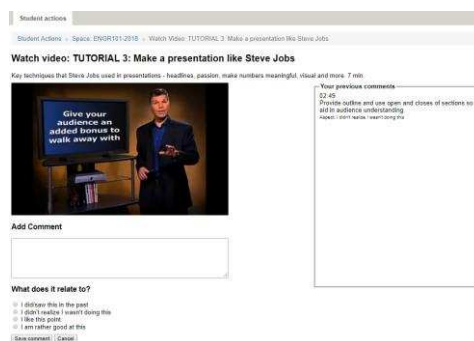 Student actions
Student Actions » Space: ENGR101-2018 » Watch Video: TUTORIAL 3: Make a presentation like Steve Jobs
Watch video: TUTORIAL 3: Make a presentation like Steve Jobs
Key techniques that Steve Jobs used in presentations - headlines, passion, make numbers meaningful, visual and more. 7 min.
Give your
audience an
added bonus to
walk away with
Your previous comments
02:45
Provide outline and use open and closes of sections so
aid in audience understanding
Aspect: I didn't realize I wasn't doing this
Add Comment
What does it relate to?
I did/saw this in the past
I didn't realize I wasn't doing this
I like this point
I am rather good at this
Save comment Cancel